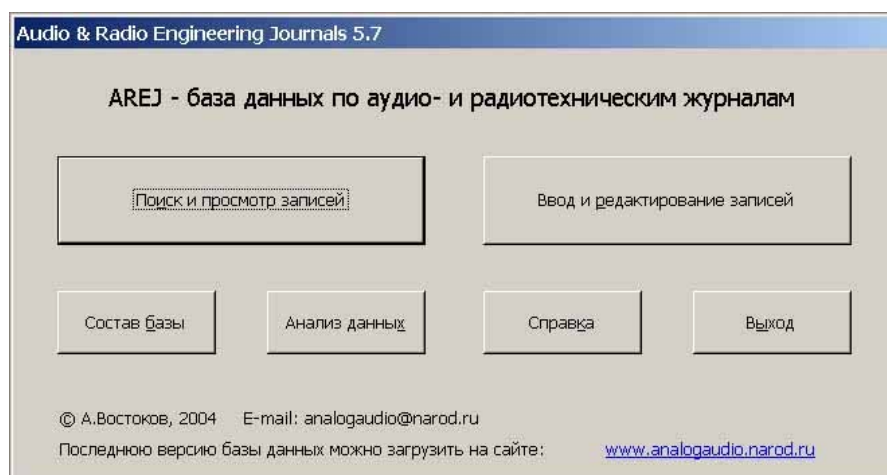 Audio & Radio Engineering Journals 5.7
AREJ - база данных по аудио- и радиотехническим журналам
Поиск и просмотр записей
Ввод и редактирование записей
Состав базы
Анализ данных
Справка
Выход
© А.Востоков, 2004 E-mail: analogaudio@narod.ru
Последнюю версию базы данных можно загрузить на сайте: www.analogaudio.narod.ru